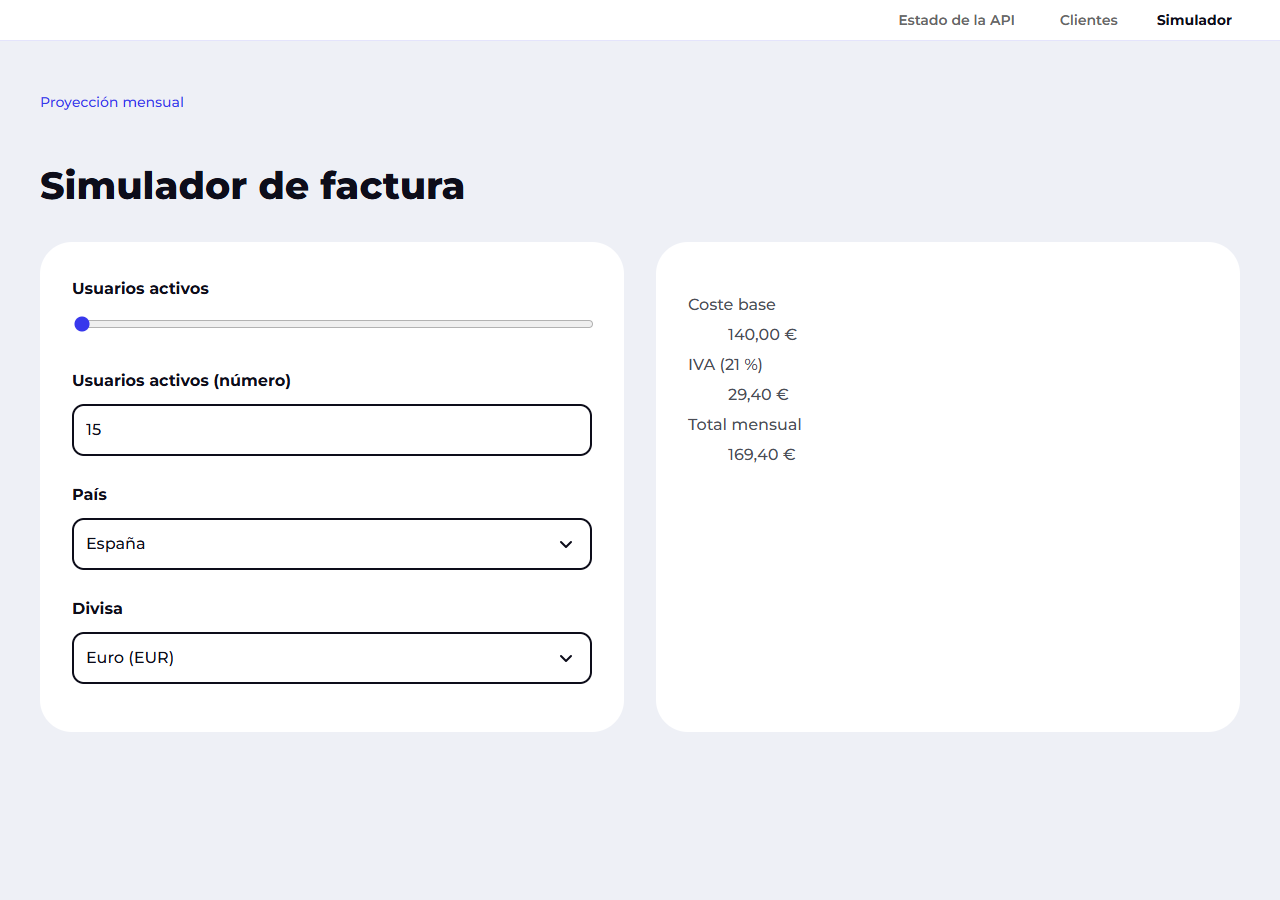 Estado de la API
Clientes
Simulador
Proyección mensual
Simulador de factura
Usuarios activos
Usuarios activos (número)
15
País
España
Divisa
Euro (EUR)
Coste base
140,00 €
IVA (21 %)
29,40 €
Total mensual
169,40 €